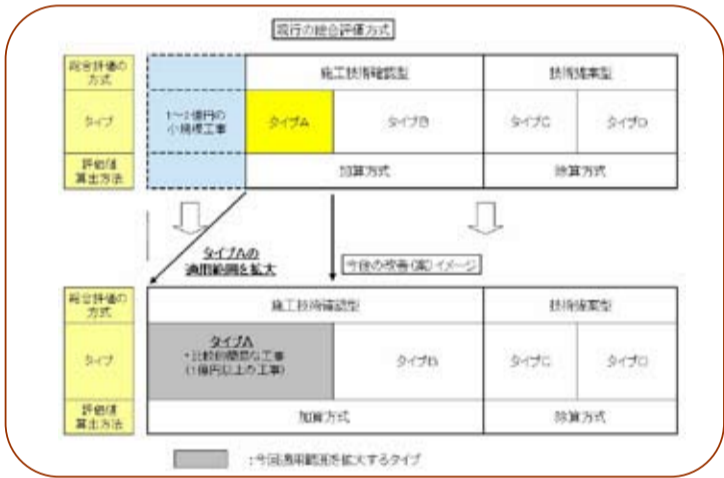 現行の総合評価方式
総合評価の
方式
施工技術確認型
技術提案型
タイプ
1～2億円の
小規模工事
タイプA
タイプB
タイプC
タイプD
評価値
算出方法
加算方式
除算方式
タイプAの
適用範囲を拡大
今後の改善(案)イメージ
総合評価の
方式
施工技術確認型
技術提案型
タイプ
タイプA
・比較的簡易な工事
(1億円以上の工事)
タイプB
タイプC
タイプD
評価値
算出方法
加算方式
除算方式
:今回適用範囲を拡大するタイプ